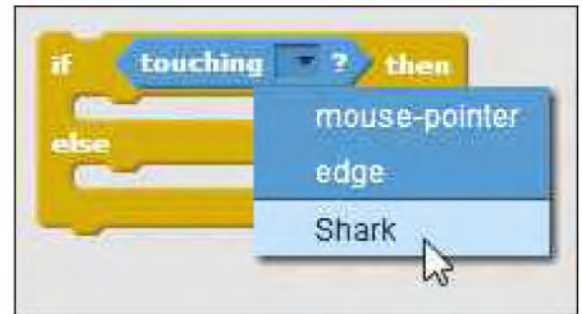 if touching ? then
mouse-pointer
else
edge
Shark